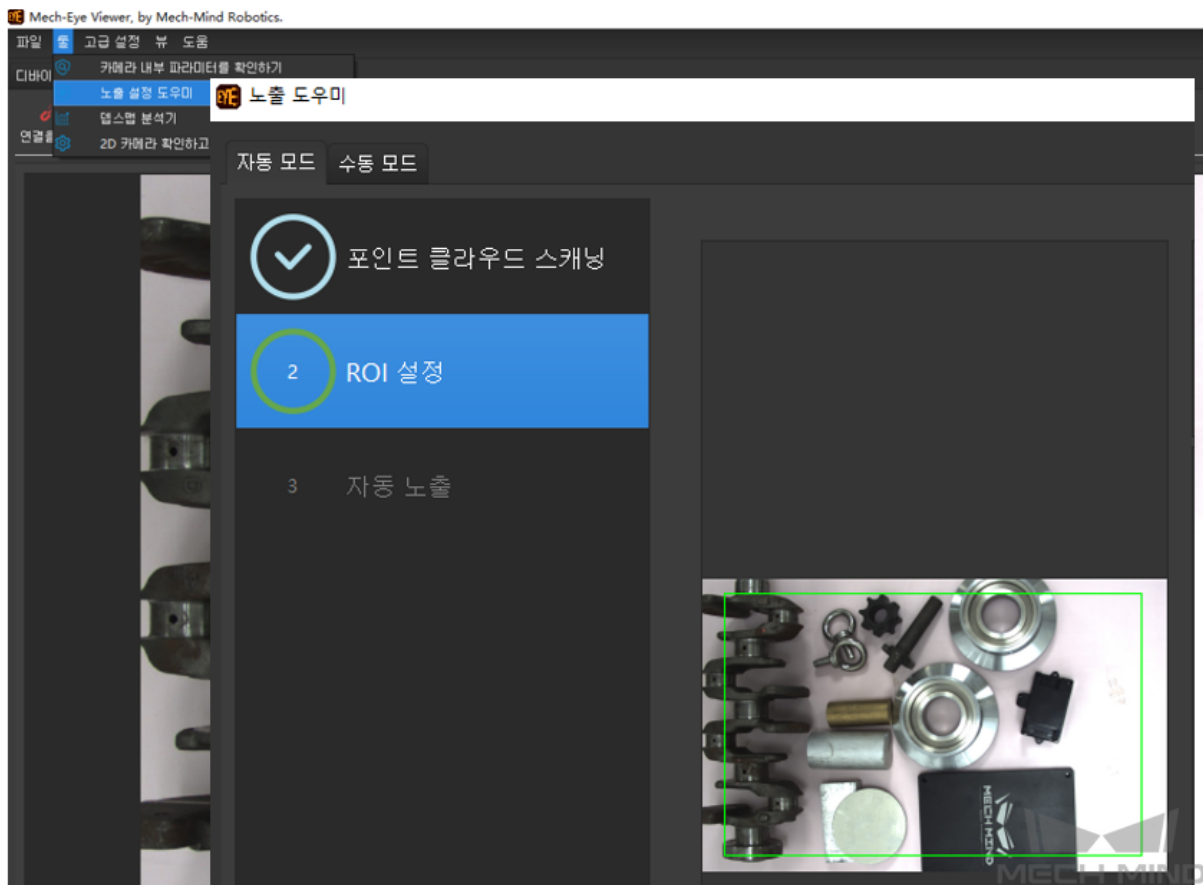 Mech-Eye Viewer, by Mech-Mind Robotics.
파일 툴 고급 설정 뷰 도움
카메라 내부 파라미터를 확인하기
디바이
노출 설정 도우미
뎁스맵 분석기
2D 카메라 확인하고
연결을
EYE 노출 도우미
자동 모드 수동 모드
포인트 클라우드 스캐닝
2 ROI 설정
3 자동 노출
MECH MIND
MECH MIND